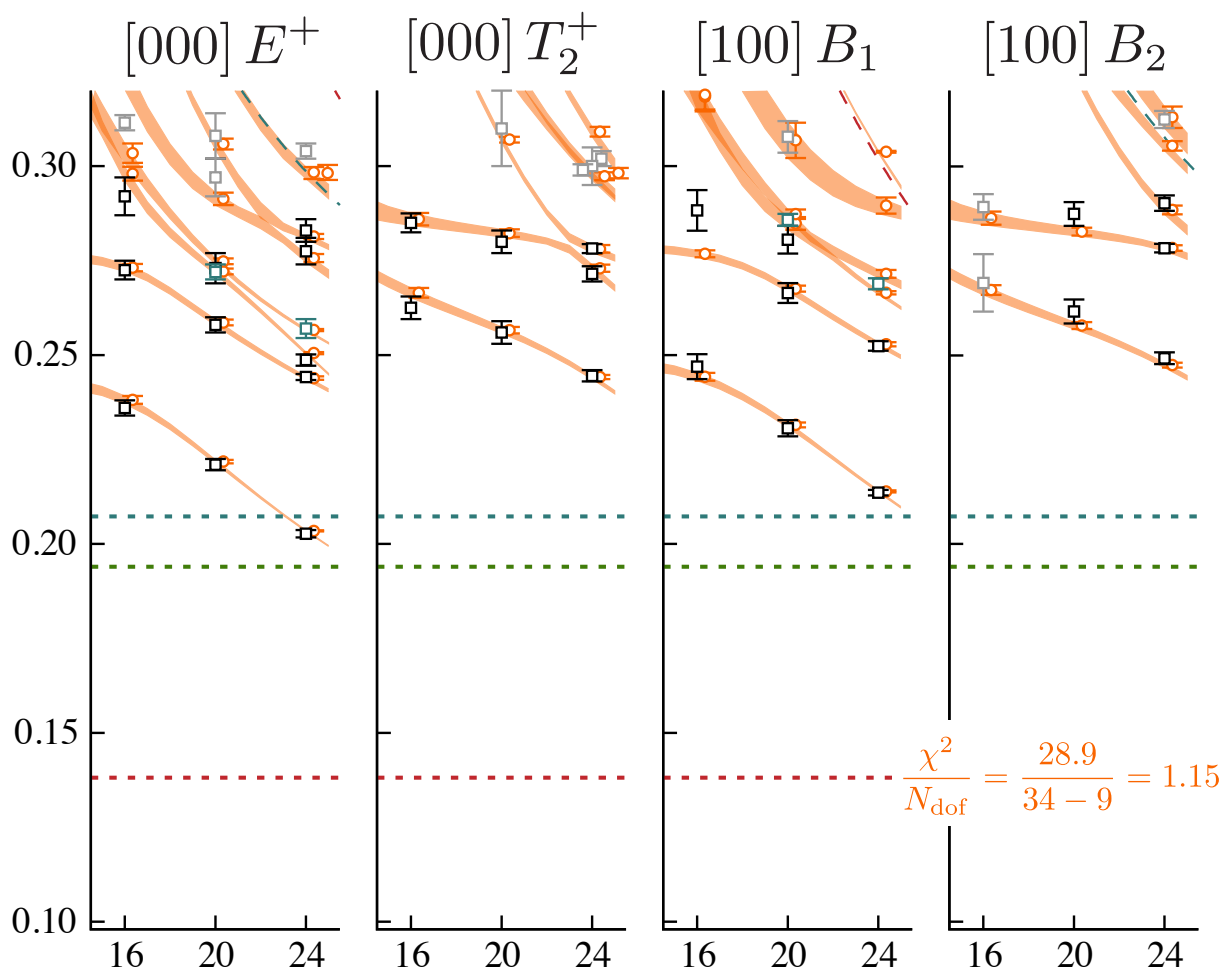 [000] E⁺ [000] T₂⁺ [100] B₁ [100] B₂
0.30
0.25
0.20
0.15
χ²/N_dof = 28.9/(34 − 9) = 1.15
0.10
16 20 24 16 20 24 16 20 24 16 20 24